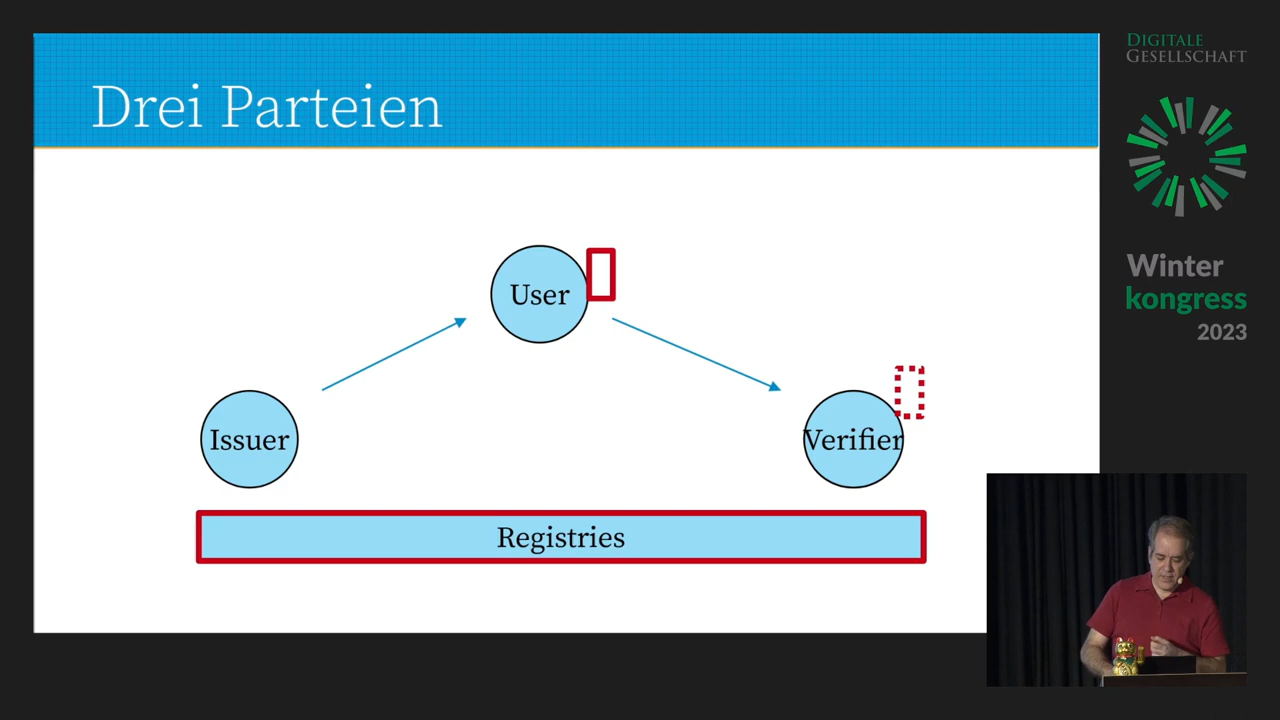 Drei Parteien
User
Issuer
Verifier
Registries
DIGITALE
GESELLSCHAFT
Winter
kongress
2023